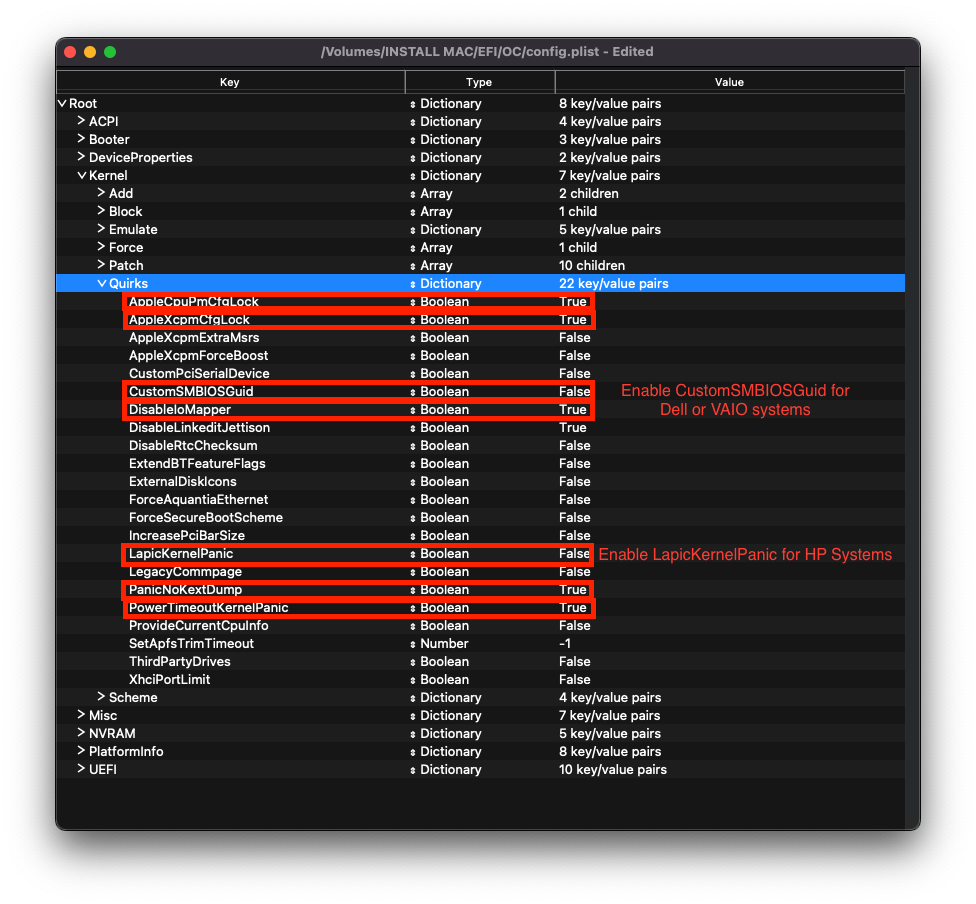 /Volumes/INSTALL MAC/EFI/OC/config.plist - Edited
Key Type Value
Root Dictionary 8 key/value pairs
ACPI Dictionary 4 key/value pairs
Booter Dictionary 3 key/value pairs
DeviceProperties Dictionary 2 key/value pairs
Kernel Dictionary 7 key/value pairs
Add Array 2 children
Block Array 1 child
Emulate Dictionary 5 key/value pairs
Force Array 1 child
Patch Array 10 children
Quirks Dictionary 22 key/value pairs
AppleCpuPmCfgLock Boolean True
AppleXcpmCfgLock Boolean True
AppleXcpmExtraMsrs Boolean False
AppleXcpmForceBoost Boolean False
CustomPciSerialDevice Boolean False
CustomSMBIOSGuid Boolean False Enable CustomSMBIOSGuid for
DisableIoMapper Boolean True Dell or VAIO systems
DisableLinkeditJettison Boolean True
DisableRtcChecksum Boolean False
ExtendBTFeatureFlags Boolean False
ExternalDiskIcons Boolean False
ForceAquantiaEthernet Boolean False
ForceSecureBootScheme Boolean False
IncreasePciBarSize Boolean False
LapicKernelPanic Boolean False Enable LapicKernelPanic for HP Systems
LegacyCommpage Boolean False
PanicNoKextDump Boolean True
PowerTimeoutKernelPanic Boolean True
ProvideCurrentCpuInfo Boolean False
SetApfsTrimTimeout Number -1
ThirdPartyDrives Boolean False
XhciPortLimit Boolean False
Scheme Dictionary 4 key/value pairs
Misc Dictionary 7 key/value pairs
NVRAM Dictionary 5 key/value pairs
PlatformInfo Dictionary 8 key/value pairs
UEFI Dictionary 10 key/value pairs